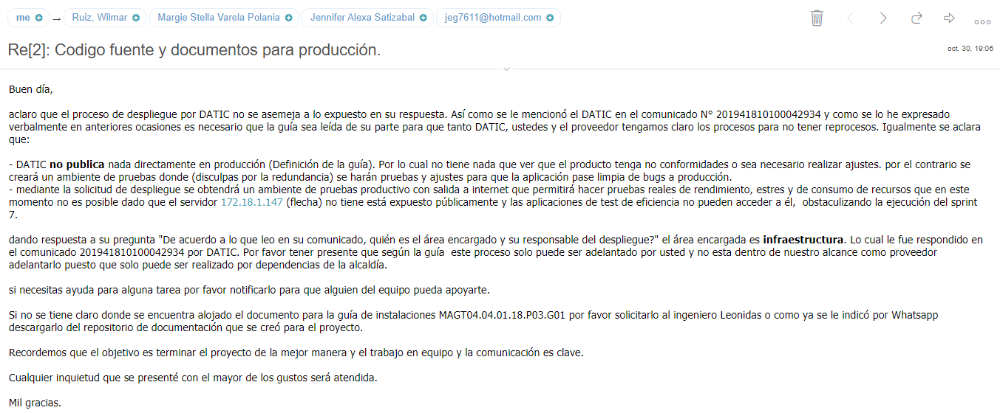 me → Ruiz, Wilmar Margie Stella Varela Polania Jennifer Alexa Satizabal jeg7611@hotmail.com
Re[2]: Codigo fuente y documentos para producción.
oct. 30, 19:06
Buen día,
aclaro que el proceso de despliegue por DATIC no se asemeja a lo expuesto en su respuesta. Así como se le mencionó el DATIC en el comunicado N° 201941810100042934 y como se lo he expresado
verbalmente en anteriores ocasiones es necesario que la guía sea leída de su parte para que tanto DATIC, ustedes y el proveedor tengamos claro los procesos para no tener reprocesos. Igualmente se aclara
que:
- DATIC no publica nada directamente en producción (Definición de la guía). Por lo cual no tiene nada que ver que el producto tenga no conformidades o sea necesario realizar ajustes. por el contrario se
creará un ambiente de pruebas donde (disculpas por la redundancia) se harán pruebas y ajustes para que la aplicación pase limpia de bugs a producción.
- mediante la solicitud de despliegue se obtendrá un ambiente de pruebas productivo con salida a internet que permitirá hacer pruebas reales de rendimiento, estres y de consumo de recursos que en este
momento no es posible dado que el servidor 172.18.1.147 (flecha) no tiene está expuesto públicamente y las aplicaciones de test de eficiencia no pueden acceder a él, obstaculizando la ejecución del sprint
7.
dando respuesta a su pregunta "De acuerdo a lo que leo en su comunicado, quién es el área encargado y su responsable del despliegue?" el área encargada es infraestructura. Lo cual le fue respondido en
el comunicado 201941810100042934 por DATIC. Por favor tener presente que según la guía este proceso solo puede ser adelantado por usted y no esta dentro de nuestro alcance como proveedor
adelantarlo puesto que solo puede ser realizado por dependencias de la alcaldía.
si necesitas ayuda para alguna tarea por favor notificarlo para que alguien del equipo pueda apoyarte.
Si no se tiene claro donde se encuentra alojado el documento para la guía de instalaciones MAGT04.04.01.18.P03.G01 por favor solicitarlo al ingeniero Leonidas o como ya se le indicó por Whatsapp
descargarlo del repositorio de documentación que se creó para el proyecto.
Recordemos que el objetivo es terminar el proyecto de la mejor manera y el trabajo en equipo y la comunicación es clave.
Cualquier inquietud que se presenté con el mayor de los gustos será atendida.
Mil gracias.